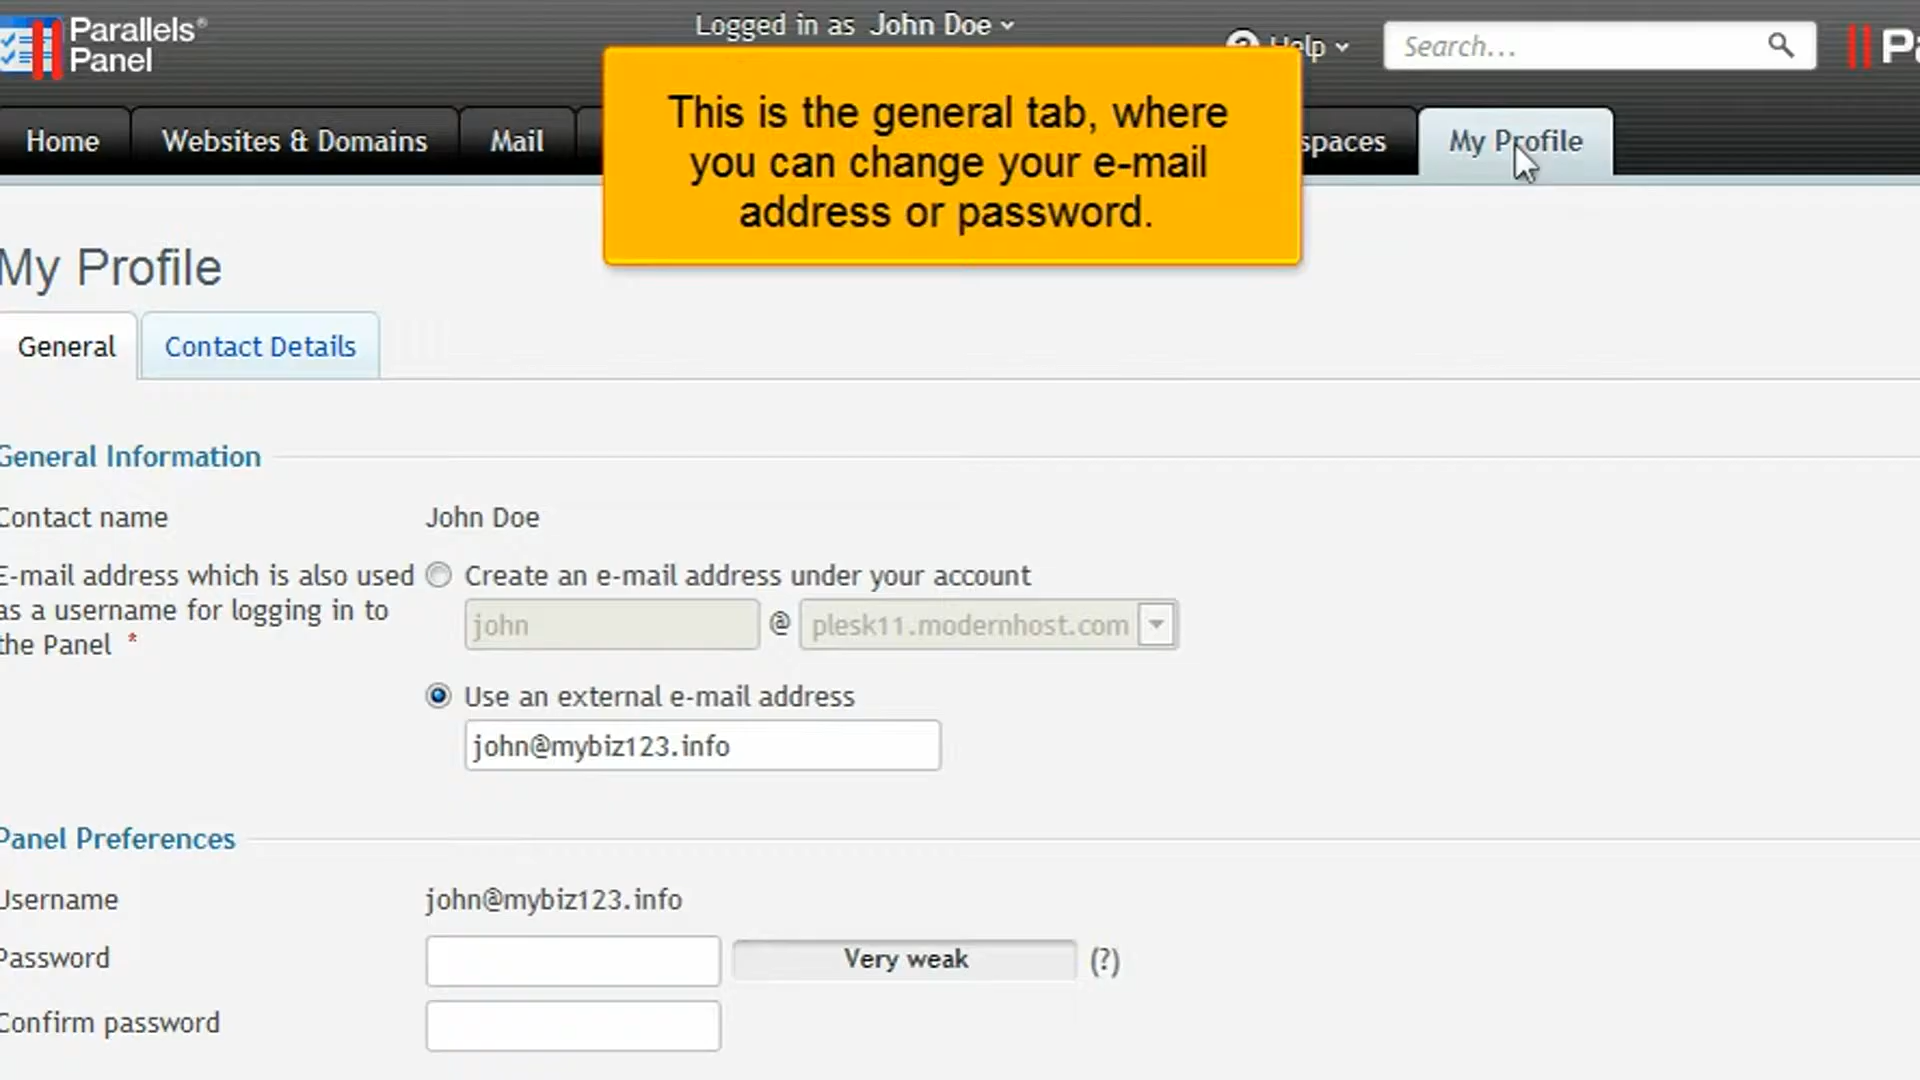 Parallels®
Panel
Logged in as John Doe
Help
Search...
Home
Websites & Domains
Mail
spaces
My Profile
This is the general tab, where
you can change your e-mail
address or password.
My Profile
General
Contact Details
General Information
Contact name
John Doe
E-mail address which is also used
as a username for logging in to
the Panel *
Create an e-mail address under your account
john @ plesk11.modernhost.com
Use an external e-mail address
john@mybiz123.info
Panel Preferences
Username
john@mybiz123.info
Password
Very weak (?)
Confirm password